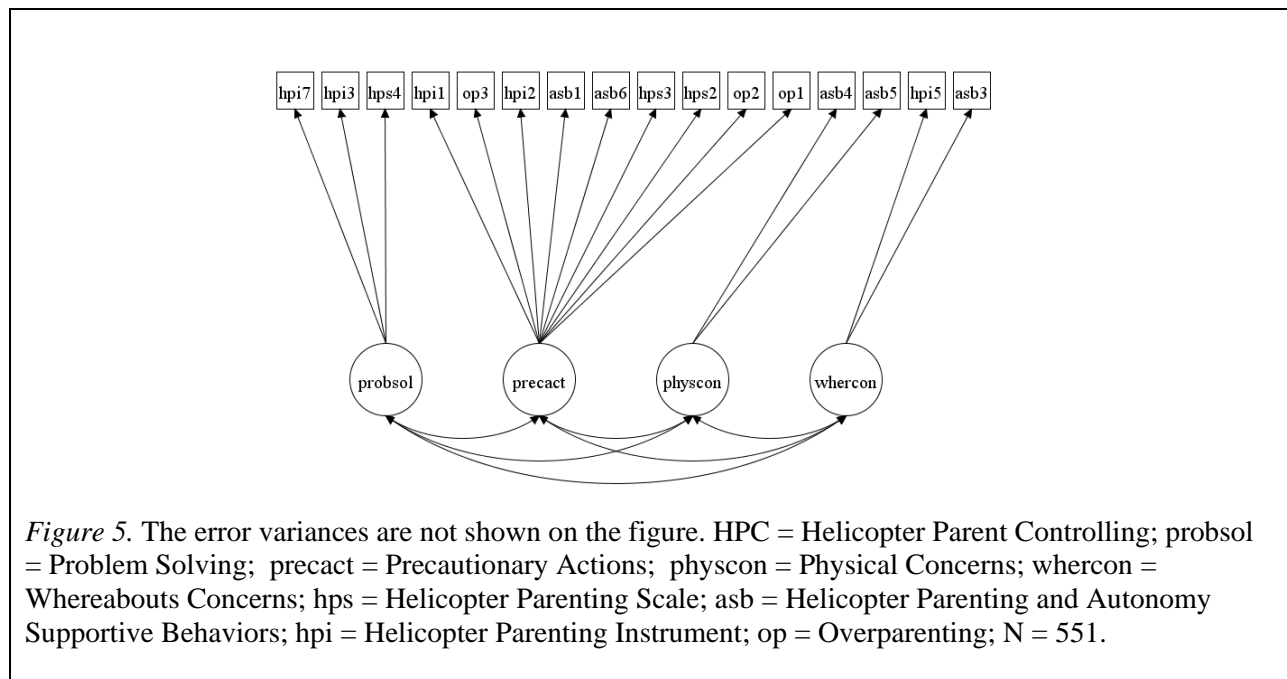 hpi7 hpi3 hps4 hpi1 op3 hpi2 asb1 asb6 hps3 hps2 op2 op1 asb4 asb5 hpi5 asb3
probsol precact physcon whercon
Figure 5. The error variances are not shown on the figure. HPC = Helicopter Parent Controlling; probsol
= Problem Solving; precact = Precautionary Actions; physcon = Physical Concerns; whercon =
Whereabouts Concerns; hps = Helicopter Parenting Scale; asb = Helicopter Parenting and Autonomy
Supportive Behaviors; hpi = Helicopter Parenting Instrument; op = Overparenting; N = 551.